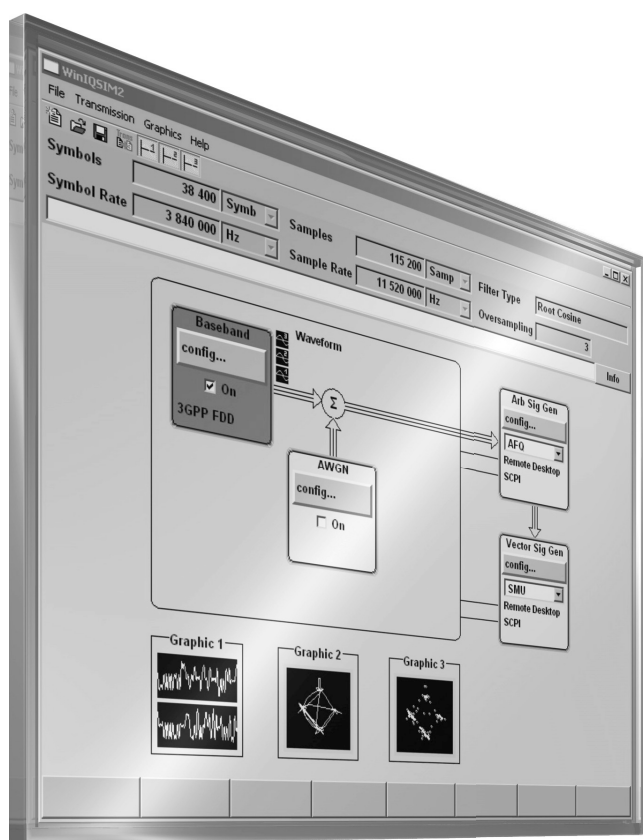 WinIQSIM2
File Transmission Graphics Help
Symbols 38 400 Symb
Symbol Rate 3 840 000 Hz
Samples 115 200 Samp
Sample Rate 11 520 000 Hz
Filter Type Root Cosine
Oversampling 3
Info
Baseband
config...
On
3GPP FDD
Waveform
Σ
AWGN
config...
On
Arb Sig Gen
config...
AFQ
Remote Desktop
SCPI
Vector Sig Gen
config...
SMU
Remote Desktop
SCPI
Graphic 1
Graphic 2
Graphic 3